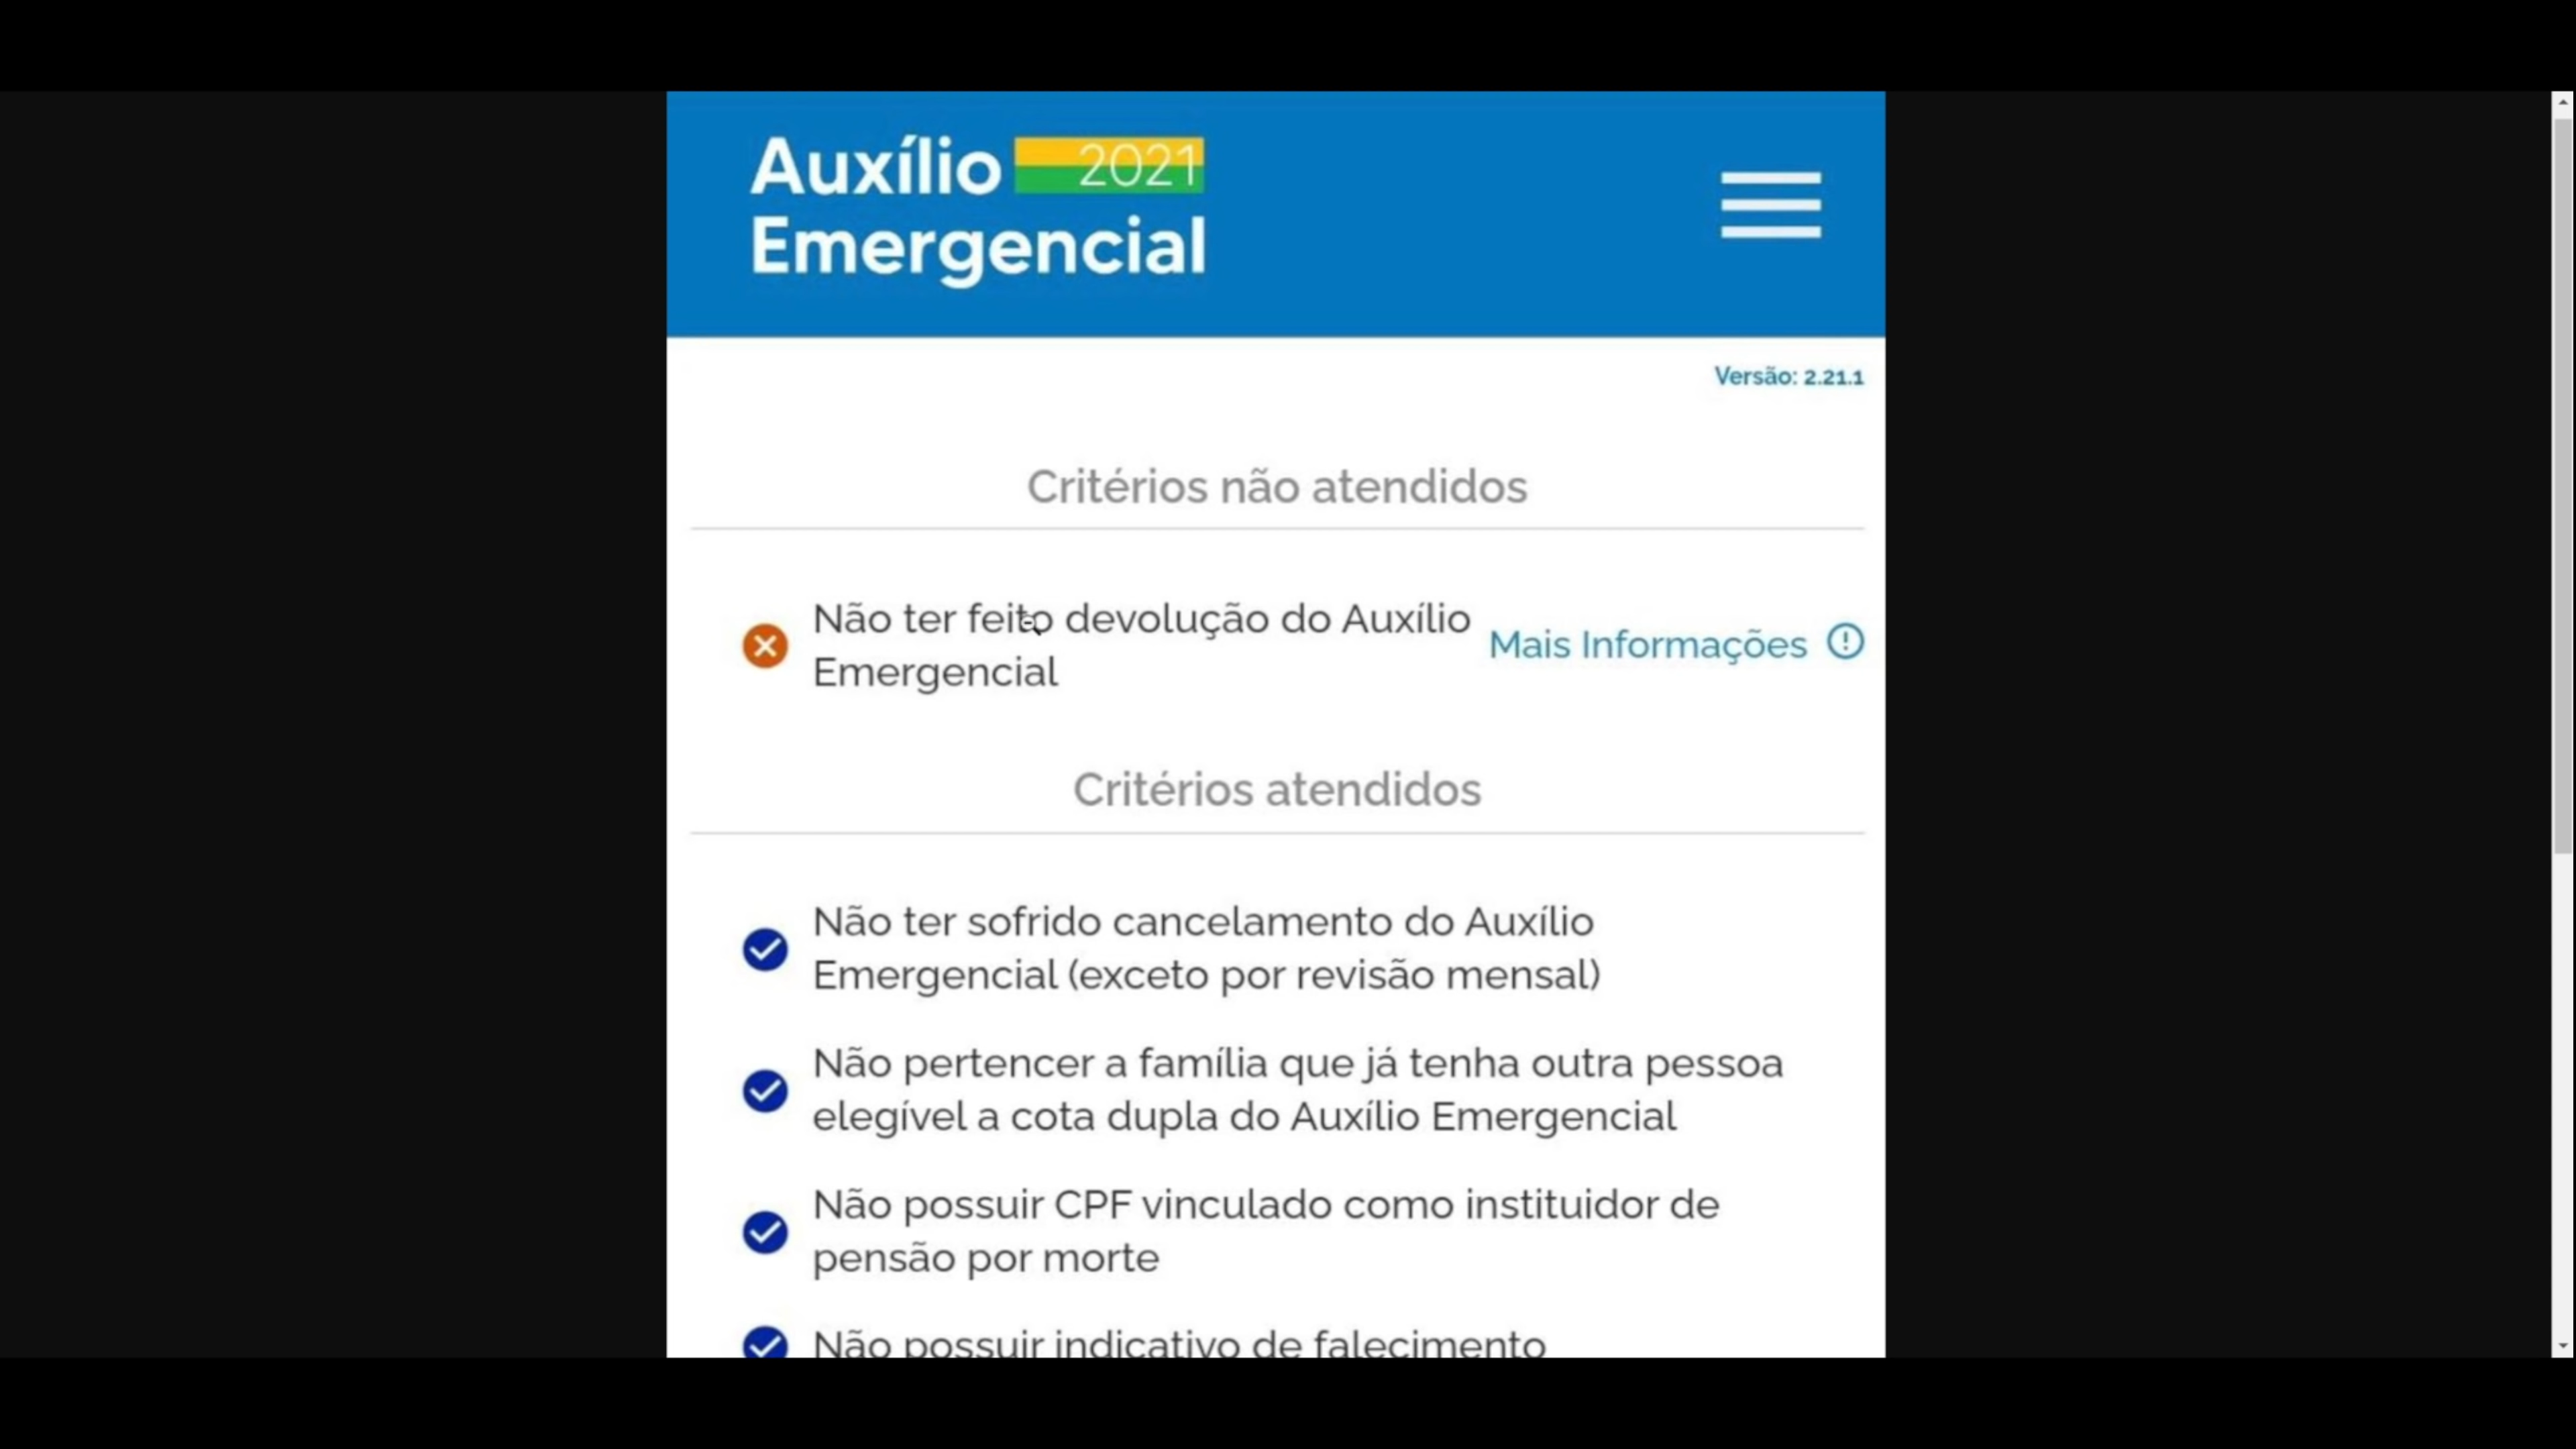 Auxílio 2021
Emergencial
Versão: 2.21.1
Critérios não atendidos
Não ter feito devolução do Auxílio
Emergencial
Mais Informações
Critérios atendidos
Não ter sofrido cancelamento do Auxílio
Emergencial (exceto por revisão mensal)
Não pertencer a família que já tenha outra pessoa
elegível a cota dupla do Auxílio Emergencial
Não possuir CPF vinculado como instituidor de
pensão por morte
Não possuir indicativo de falecimento